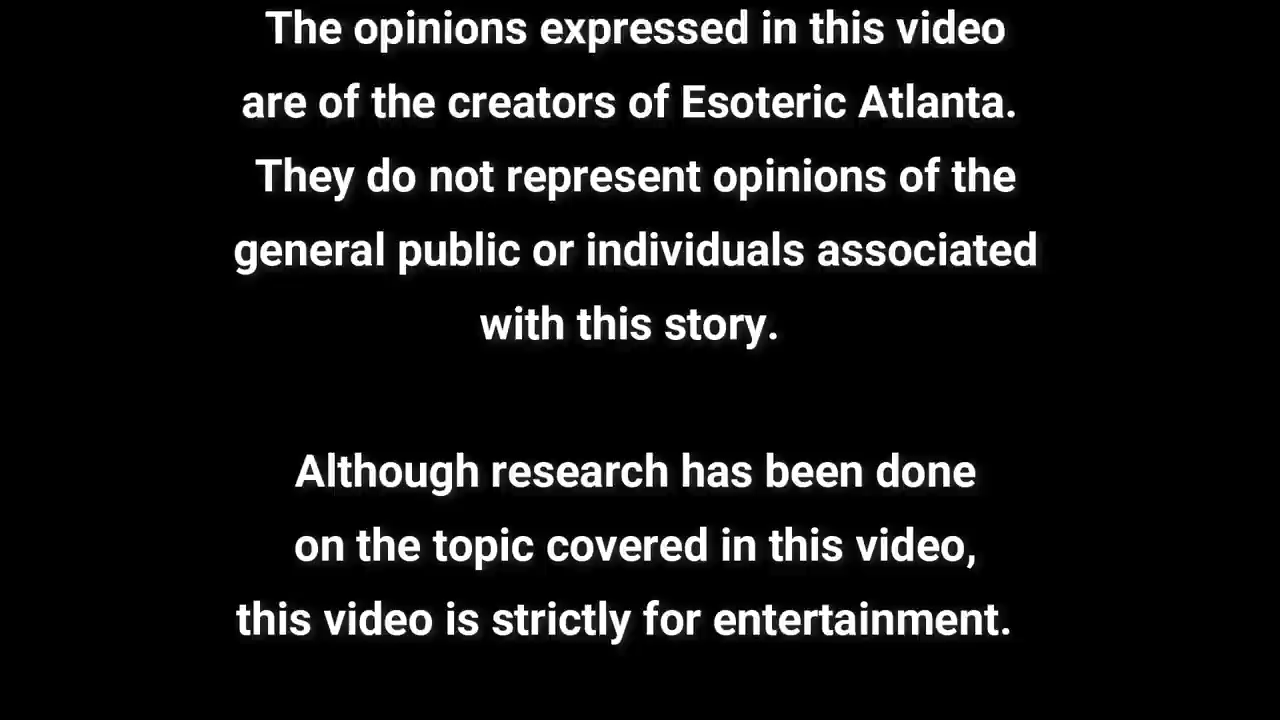 The opinions expressed in this video
are of the creators of Esoteric Atlanta.
They do not represent opinions of the
general public or individuals associated
with this story.
Although research has been done
on the topic covered in this video,
this video is strictly for entertainment.